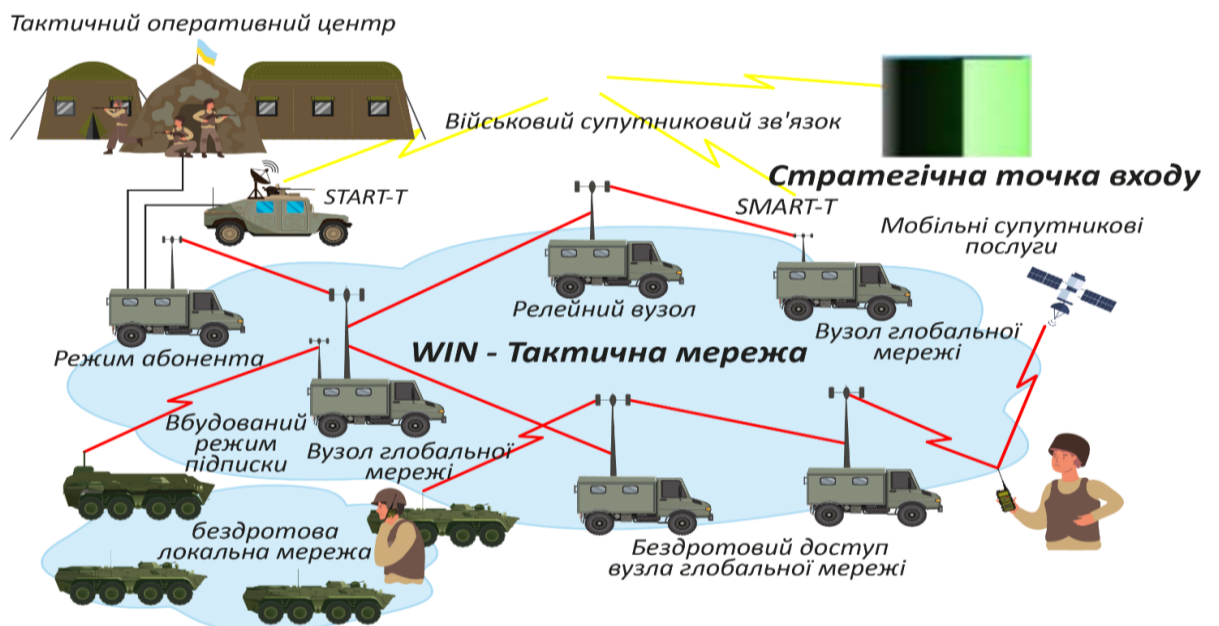 Тактичний оперативний центр
Військовий супутниковий зв'язок
Стратегічна точка входу
START-T
SMART-T
Мобільні супутникові
послуги
Релейний вузол
Вузол глобальної
мережі
Режим абонента
WIN - Тактична мережа
Вбудований
режим
підписки
Вузол глобальної
мережі
бездротова
локальна мережа
Бездротовий доступ
вузла глобальної мережі